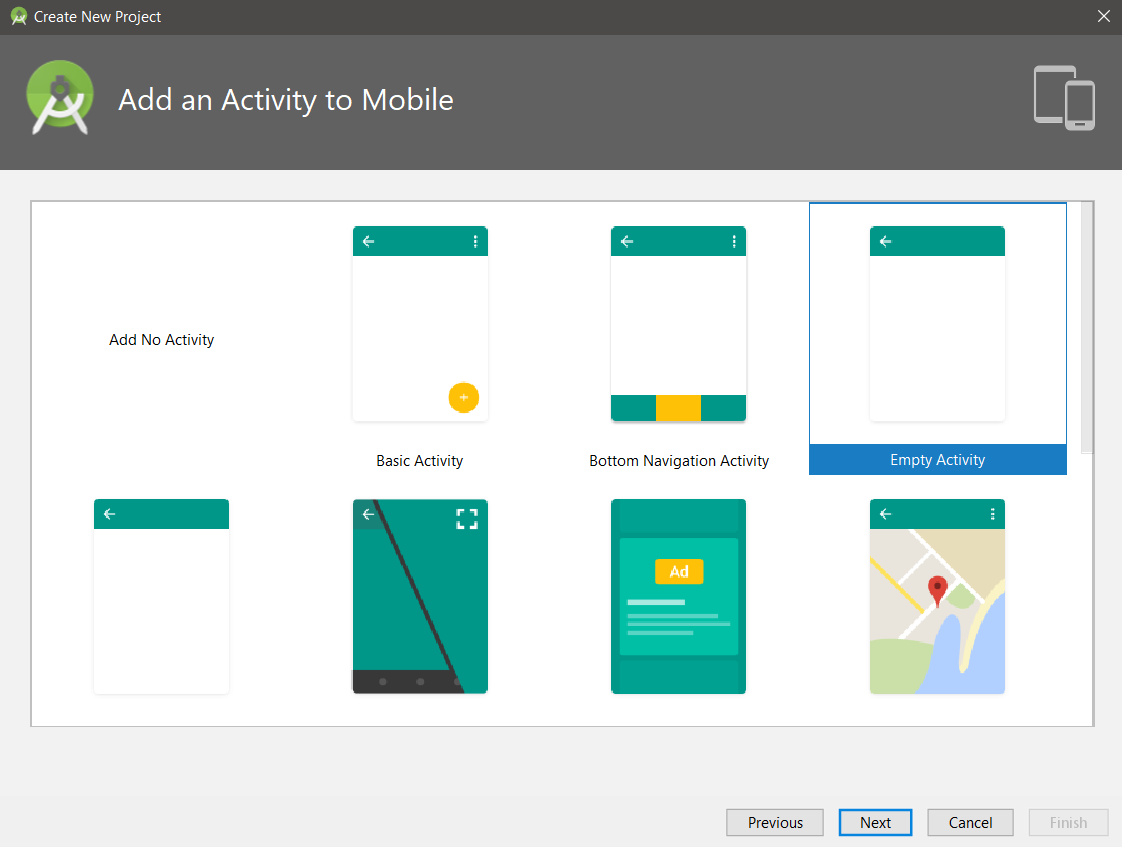 Create New Project
Add an Activity to Mobile
Add No Activity
Basic Activity
Bottom Navigation Activity
Empty Activity
Ad
Previous
Next
Cancel
Finish